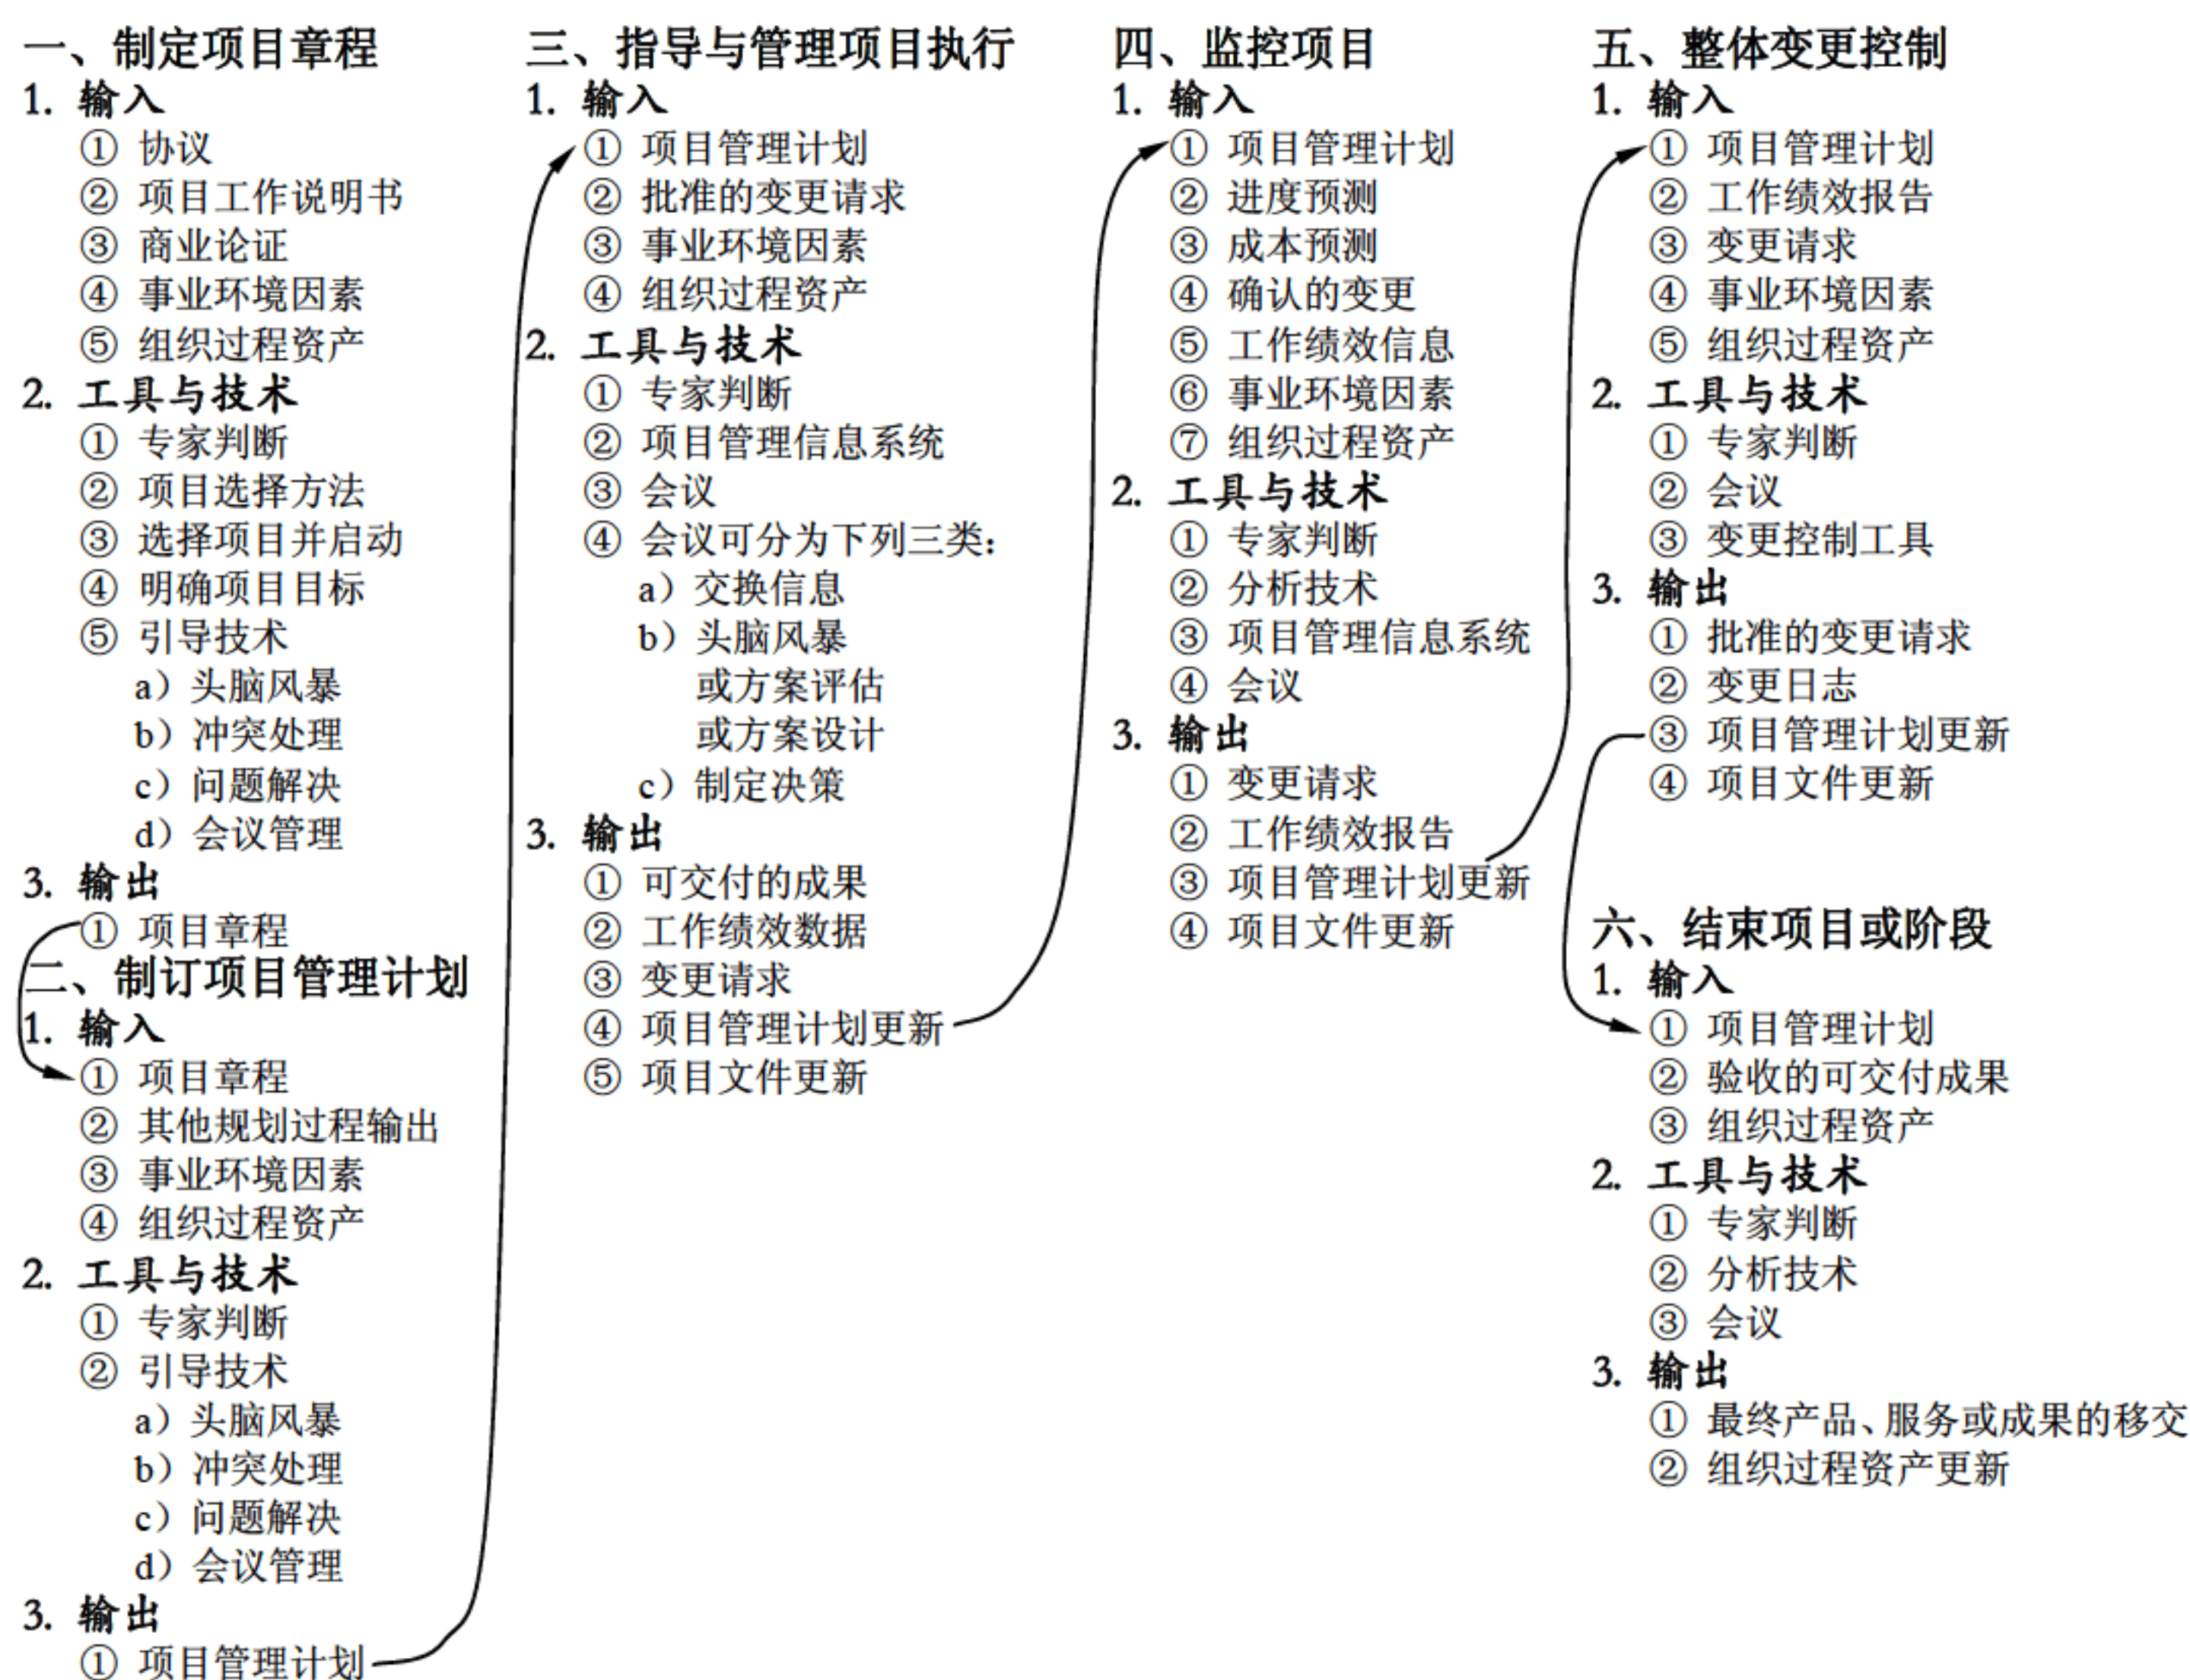 一、制定项目章程
1. 输入
① 协议
② 项目工作说明书
③ 商业论证
④ 事业环境因素
⑤ 组织过程资产
2. 工具与技术
① 专家判断
② 项目选择方法
③ 选择项目并启动
④ 明确项目目标
⑤ 引导技术
a）头脑风暴
b）冲突处理
c）问题解决
d）会议管理
3. 输出
① 项目章程
二、制订项目管理计划
1. 输入
① 项目章程
② 其他规划过程输出
③ 事业环境因素
④ 组织过程资产
2. 工具与技术
① 专家判断
② 引导技术
a）头脑风暴
b）冲突处理
c）问题解决
d）会议管理
3. 输出
① 项目管理计划
三、指导与管理项目执行
1. 输入
① 项目管理计划
② 批准的变更请求
③ 事业环境因素
④ 组织过程资产
2. 工具与技术
① 专家判断
② 项目管理信息系统
③ 会议
④ 会议可分为下列三类：
a）交换信息
b）头脑风暴
或方案评估
或方案设计
c）制定决策
3. 输出
① 可交付的成果
② 工作绩效数据
③ 变更请求
④ 项目管理计划更新
⑤ 项目文件更新
四、监控项目
1. 输入
① 项目管理计划
② 进度预测
③ 成本预测
④ 确认的变更
⑤ 工作绩效信息
⑥ 事业环境因素
⑦ 组织过程资产
2. 工具与技术
① 专家判断
② 分析技术
③ 项目管理信息系统
④ 会议
3. 输出
① 变更请求
② 工作绩效报告
③ 项目管理计划更新
④ 项目文件更新
五、整体变更控制
1. 输入
① 项目管理计划
② 工作绩效报告
③ 变更请求
④ 事业环境因素
⑤ 组织过程资产
2. 工具与技术
① 专家判断
② 会议
③ 变更控制工具
3. 输出
① 批准的变更请求
② 变更日志
③ 项目管理计划更新
④ 项目文件更新
六、结束项目或阶段
1. 输入
① 项目管理计划
② 验收的可交付成果
③ 组织过程资产
2. 工具与技术
① 专家判断
② 分析技术
③ 会议
3. 输出
① 最终产品、服务或成果的移交
② 组织过程资产更新